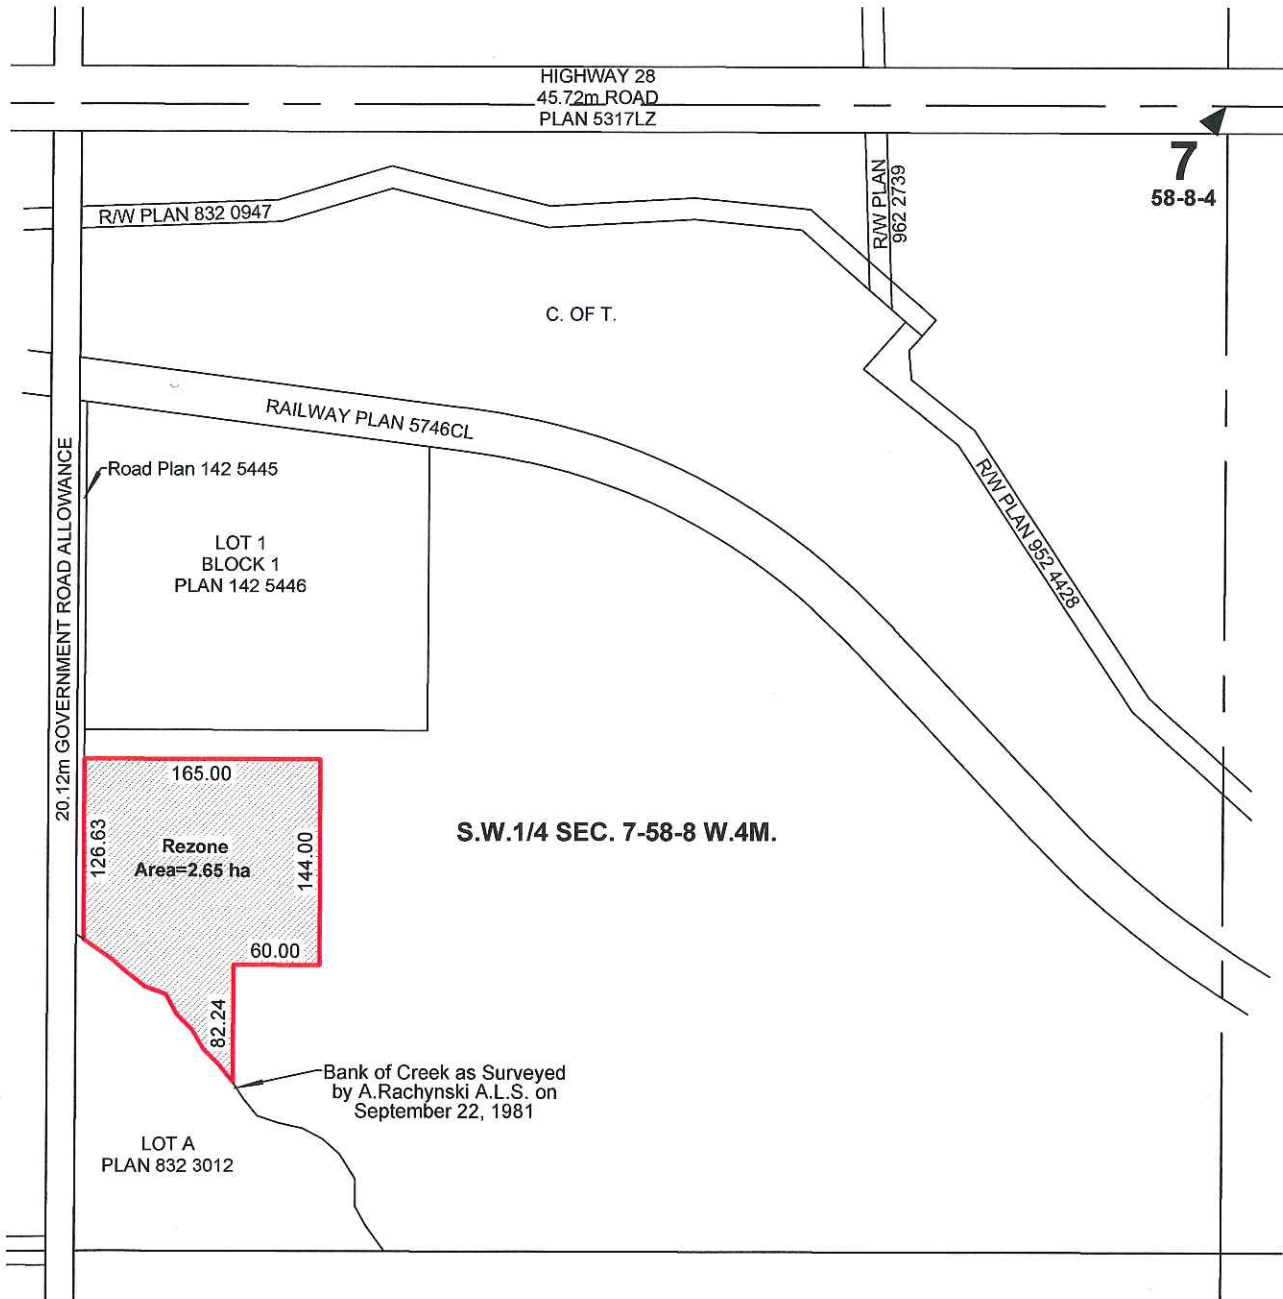 HIGHWAY 28
45.72m ROAD
PLAN 5317LZ
7
58-8-4
R/W PLAN
962 2739
R/W PLAN 832 0947
C. OF T.
RAILWAY PLAN 5746CL
Road Plan 142 5445
20.12m GOVERNMENT ROAD ALLOWANCE
LOT 1
BLOCK 1
PLAN 142 5446
R/W PLAN 952 4428
165.00
126.63
Rezone
Area=2.65 ha
144.00
S.W.1/4 SEC. 7-58-8 W.4M.
60.00
82.24
Bank of Creek as Surveyed
by A.Rachynski A.L.S. on
September 22, 1981
LOT A
PLAN 832 3012